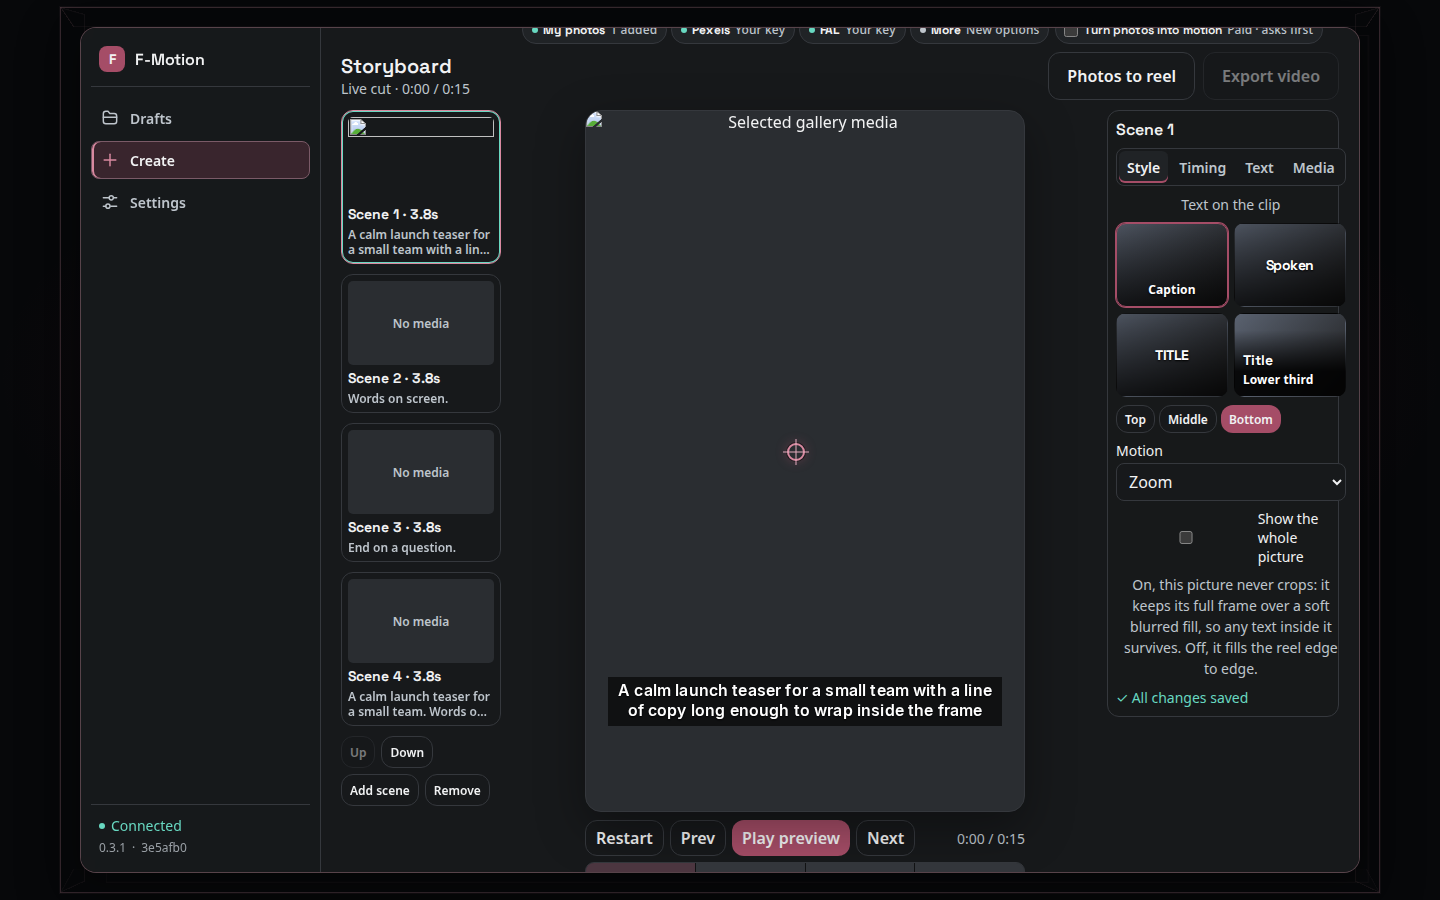 My photos 1 added
Pexels Your key
FAL Your key
More New options
Turn photos into motion Paid · asks first
F F-Motion
Drafts
Create
Settings
Connected
0.3.1 · 3e5afb0
Storyboard
Live cut · 0:00 / 0:15
Photos to reel
Export video
Scene 1 · 3.8s
A calm launch teaser for
a small team with a lin...
No media
Scene 2 · 3.8s
Words on screen.
No media
Scene 3 · 3.8s
End on a question.
No media
Scene 4 · 3.8s
A calm launch teaser for
a small team. Words o...
Up
Down
Add scene
Remove
Selected gallery media
A calm launch teaser for a small team with a line
of copy long enough to wrap inside the frame
Restart
Prev
Play preview
Next
0:00 / 0:15
Scene 1
Style
Timing
Text
Media
Text on the clip
Caption
Spoken
TITLE
Title
Lower third
Top
Middle
Bottom
Motion
Zoom
Show the
whole
picture
On, this picture never crops: it
keeps its full frame over a soft
blurred fill, so any text inside it
survives. Off, it fills the reel edge
to edge.
✓ All changes saved